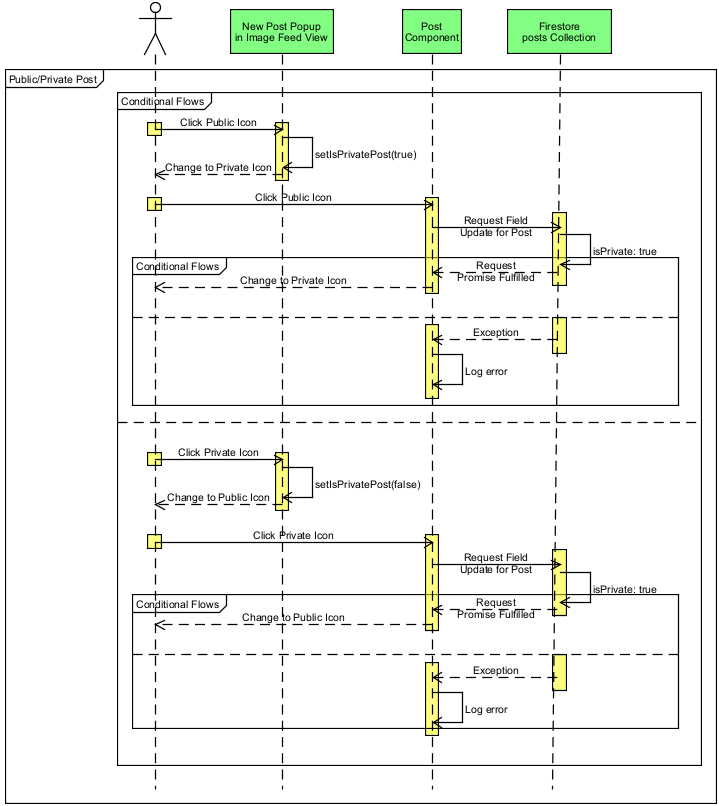 New Post Popup
in Image Feed View
Post
Component
Firestore
posts Collection
Public/Private Post
Conditional Flows
Click Public Icon
setIsPrivatePost(true)
Change to Private Icon
Click Public Icon
Request Field
Update for Post
isPrivate: true
Conditional Flows
Request
Promise Fulfilled
Change to Private Icon
Exception
Log error
Click Private Icon
setIsPrivatePost(false)
Change to Public Icon
Click Private Icon
Request Field
Update for Post
isPrivate: true
Conditional Flows
Request
Promise Fulfilled
Change to Public Icon
Exception
Log error